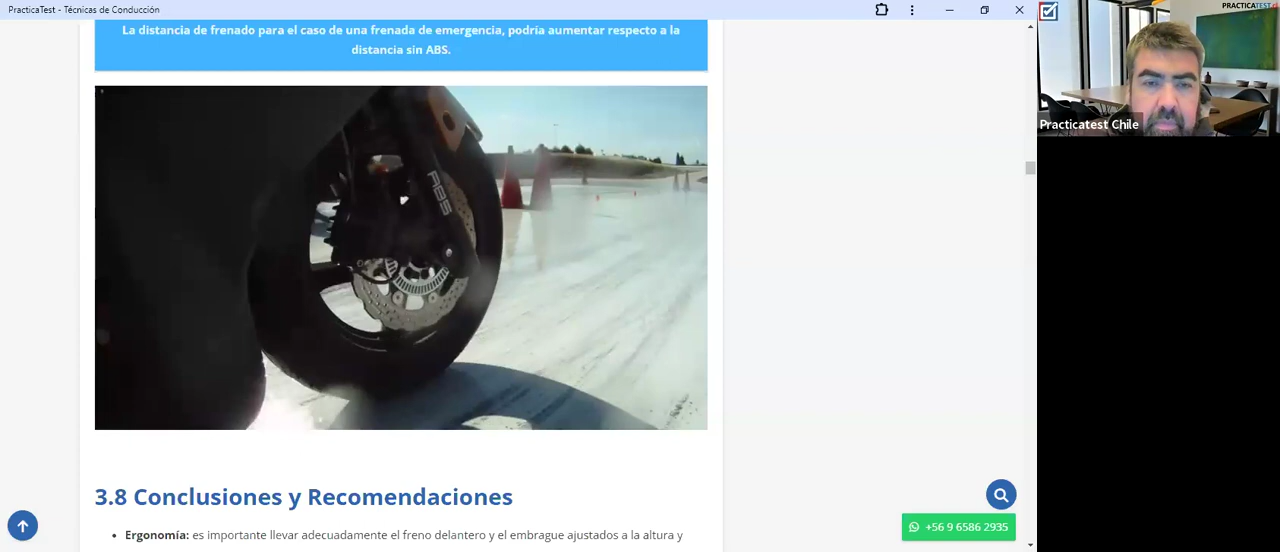 PracticaTest - Técnicas de Conducción
PRACTICATEST.cl
La distancia de frenado para el caso de una frenada de emergencia, podría aumentar respecto a la
distancia sin ABS.
Practicatest Chile
ABS
3.8 Conclusiones y Recomendaciones
+56 9 6586 2935
• Ergonomía: es importante llevar adecuadamente el freno delantero y el embrague ajustados a la altura y